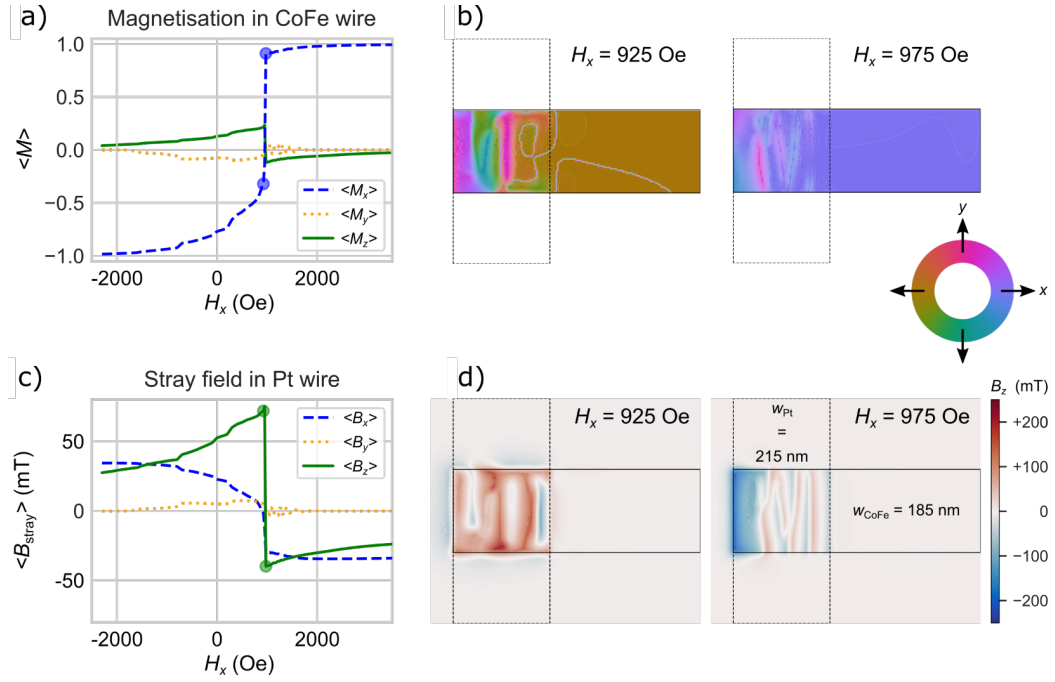 a)
Magnetisation in CoFe wire
<M>
1.0
0.5
0.0
−0.5
−1.0
<Mx>
<My>
<Mz>
-2000
0
2000
Hx (Oe)
b)
Hx = 925 Oe
Hx = 975 Oe
y
x
c)
Stray field in Pt wire
<Bstray> (mT)
50
0
-50
<Bx>
<By>
<Bz>
-2000
0
2000
Hx (Oe)
d)
Hx = 925 Oe
wPt
=
215 nm
Hx = 975 Oe
wCoFe = 185 nm
Bz (mT)
+200
+100
0
−100
−200